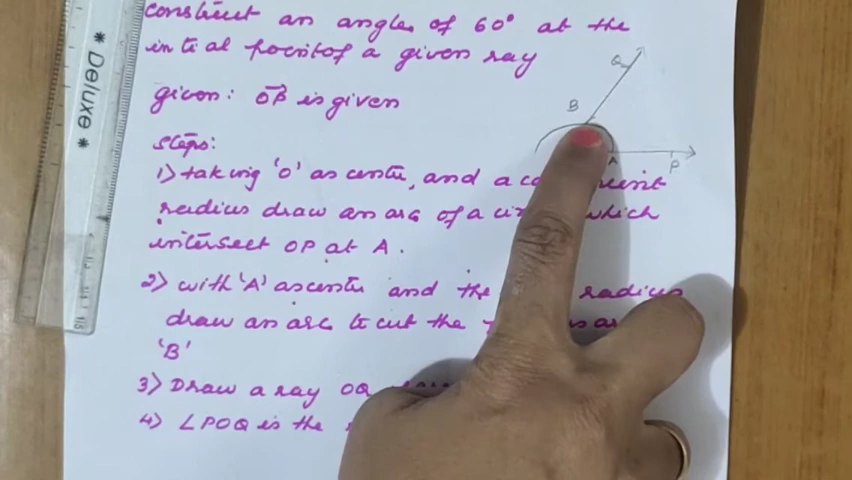 construct an angles of 60° at the
initial point of a given ray
given: OP is given
steps:
1) taking 'O' as centre, and a
radius draw an arc of a which
intersect OP at A.
2) with 'A' as centre and the radius
draw an arc to cut the
'B'
3) Draw a ray OQ
4) ∠POQ is the
* Deluxe *
Q
B
A
P